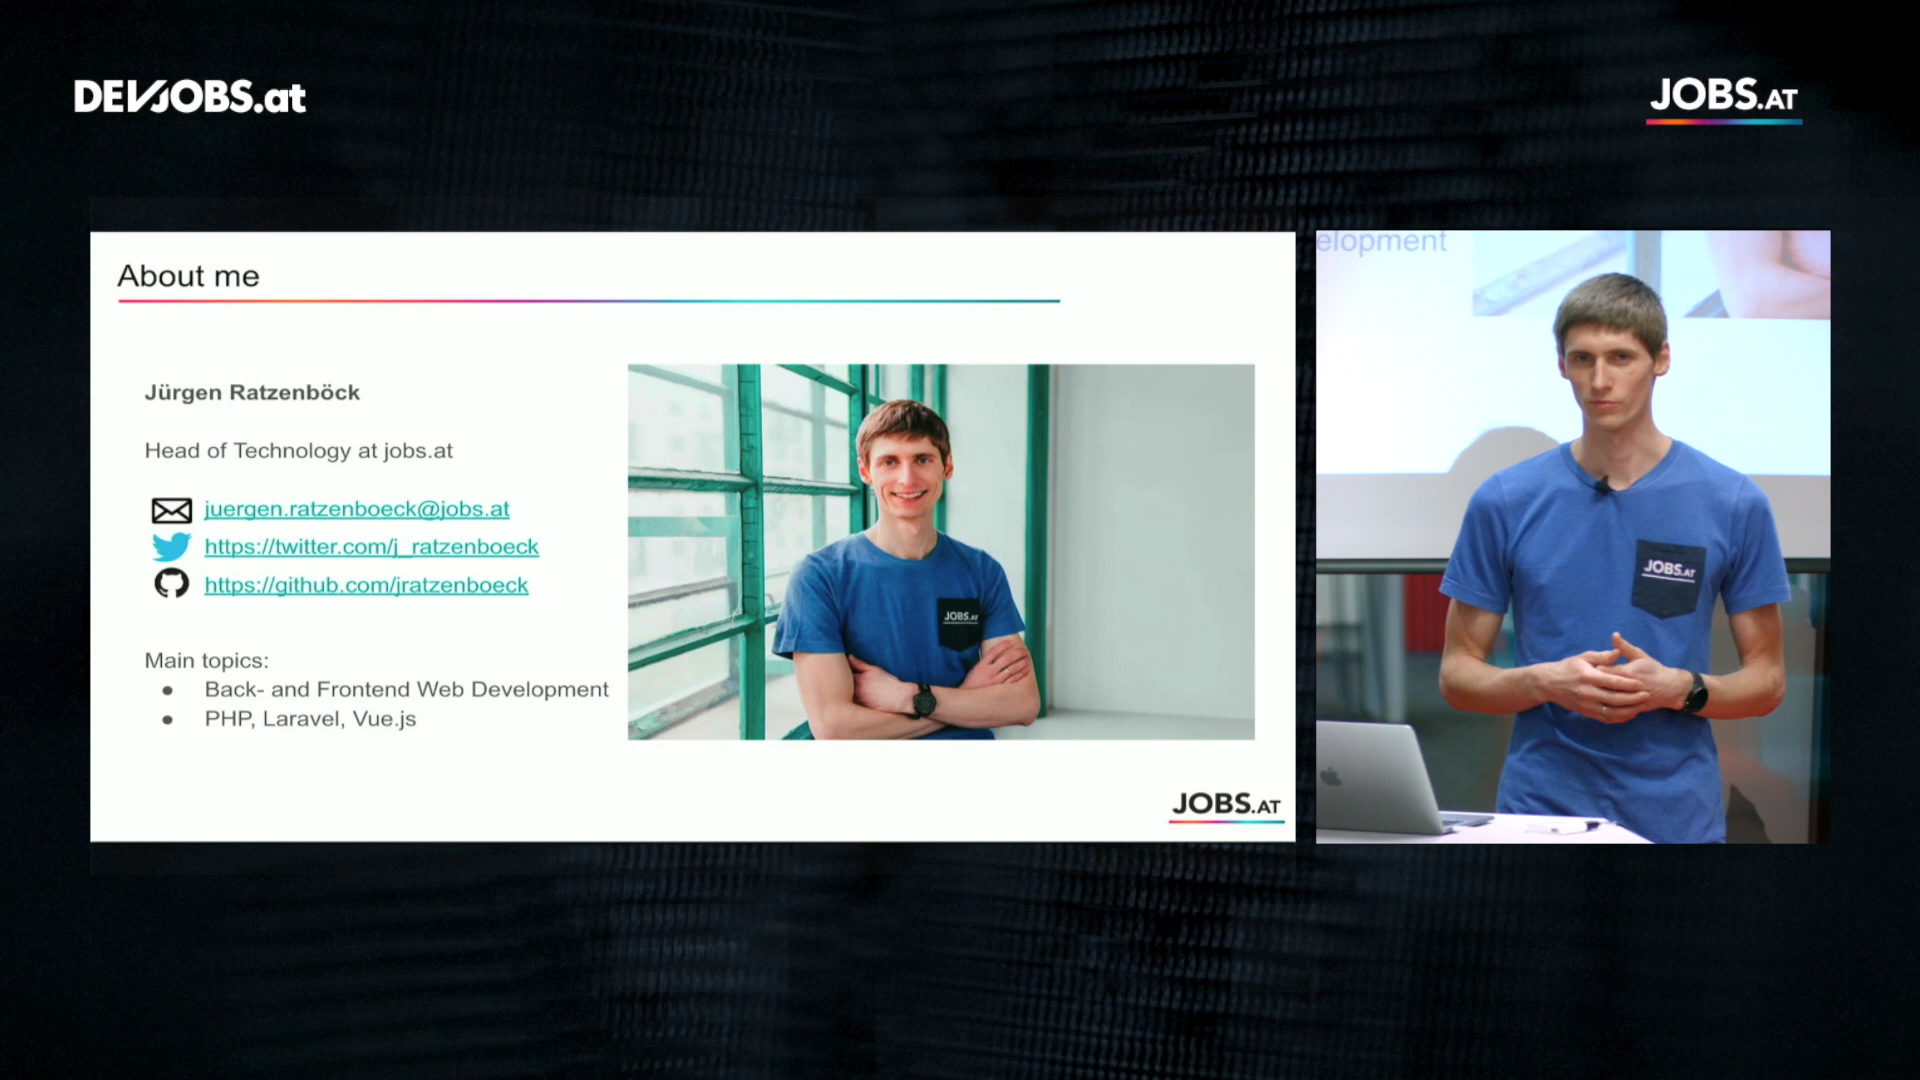 DEVJOBS.at
JOBS.AT
About me
Jürgen Ratzenböck
Head of Technology at jobs.at
juergen.ratzenboeck@jobs.at
https://twitter.com/j_ratzenboeck
https://github.com/jratzenboeck
Main topics:
● Back- and Frontend Web Development
● PHP, Laravel, Vue.js
JOBS.AT
JOBS.AT
elopment
JOBS.AT